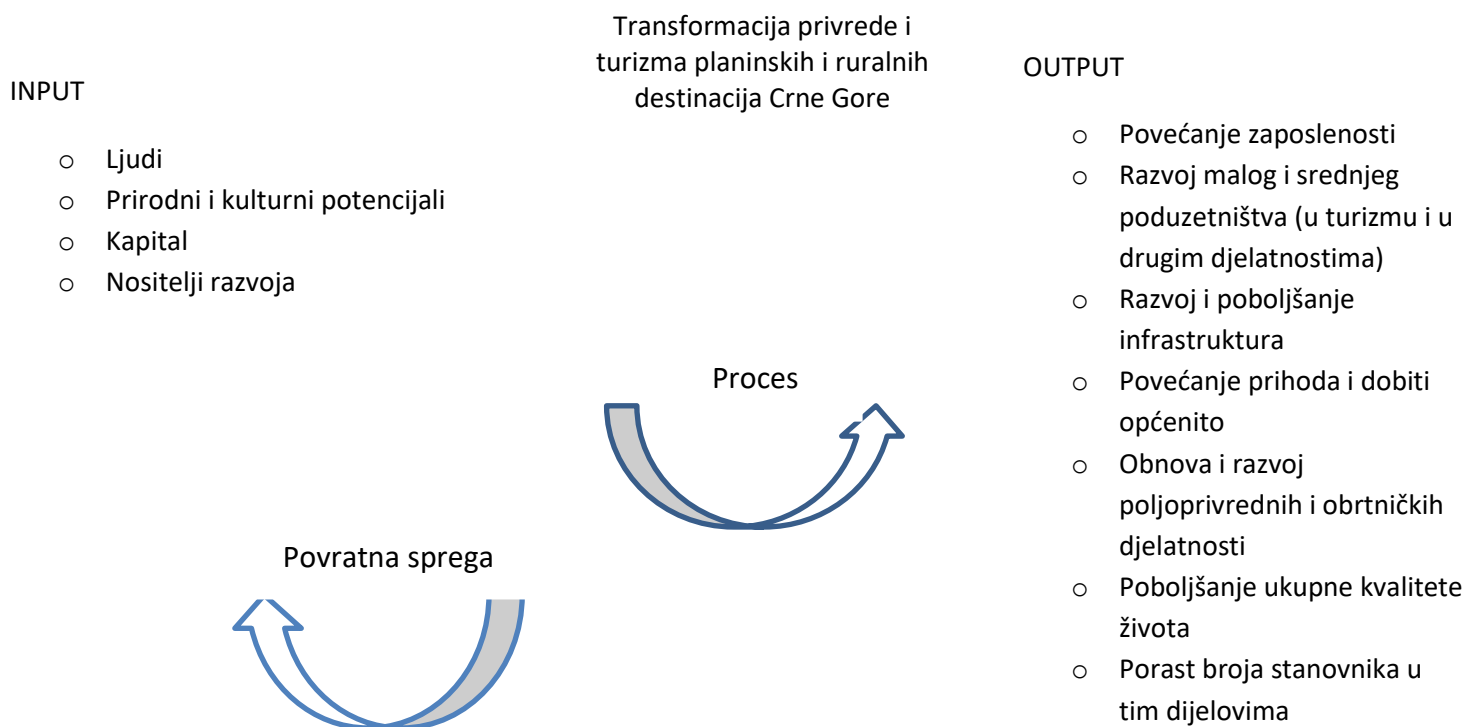 INPUT
o Ljudi
o Prirodni i kulturni potencijali
o Kapital
o Nositelji razvoja
Transformacija privrede i
turizma planinskih i ruralnih
destinacija Crne Gore
Proces
Povratna sprega
OUTPUT
o Povećanje zaposlenosti
o Razvoj malog i srednjeg
poduzetništva (u turizmu i u
drugim djelatnostima)
o Razvoj i poboljšanje
infrastruktura
o Povećanje prihoda i dobiti
općenito
o Obnova i razvoj
poljoprivrednih i obrtničkih
djelatnosti
o Poboljšanje ukupne kvalitete
života
o Porast broja stanovnika u
tim dijelovima